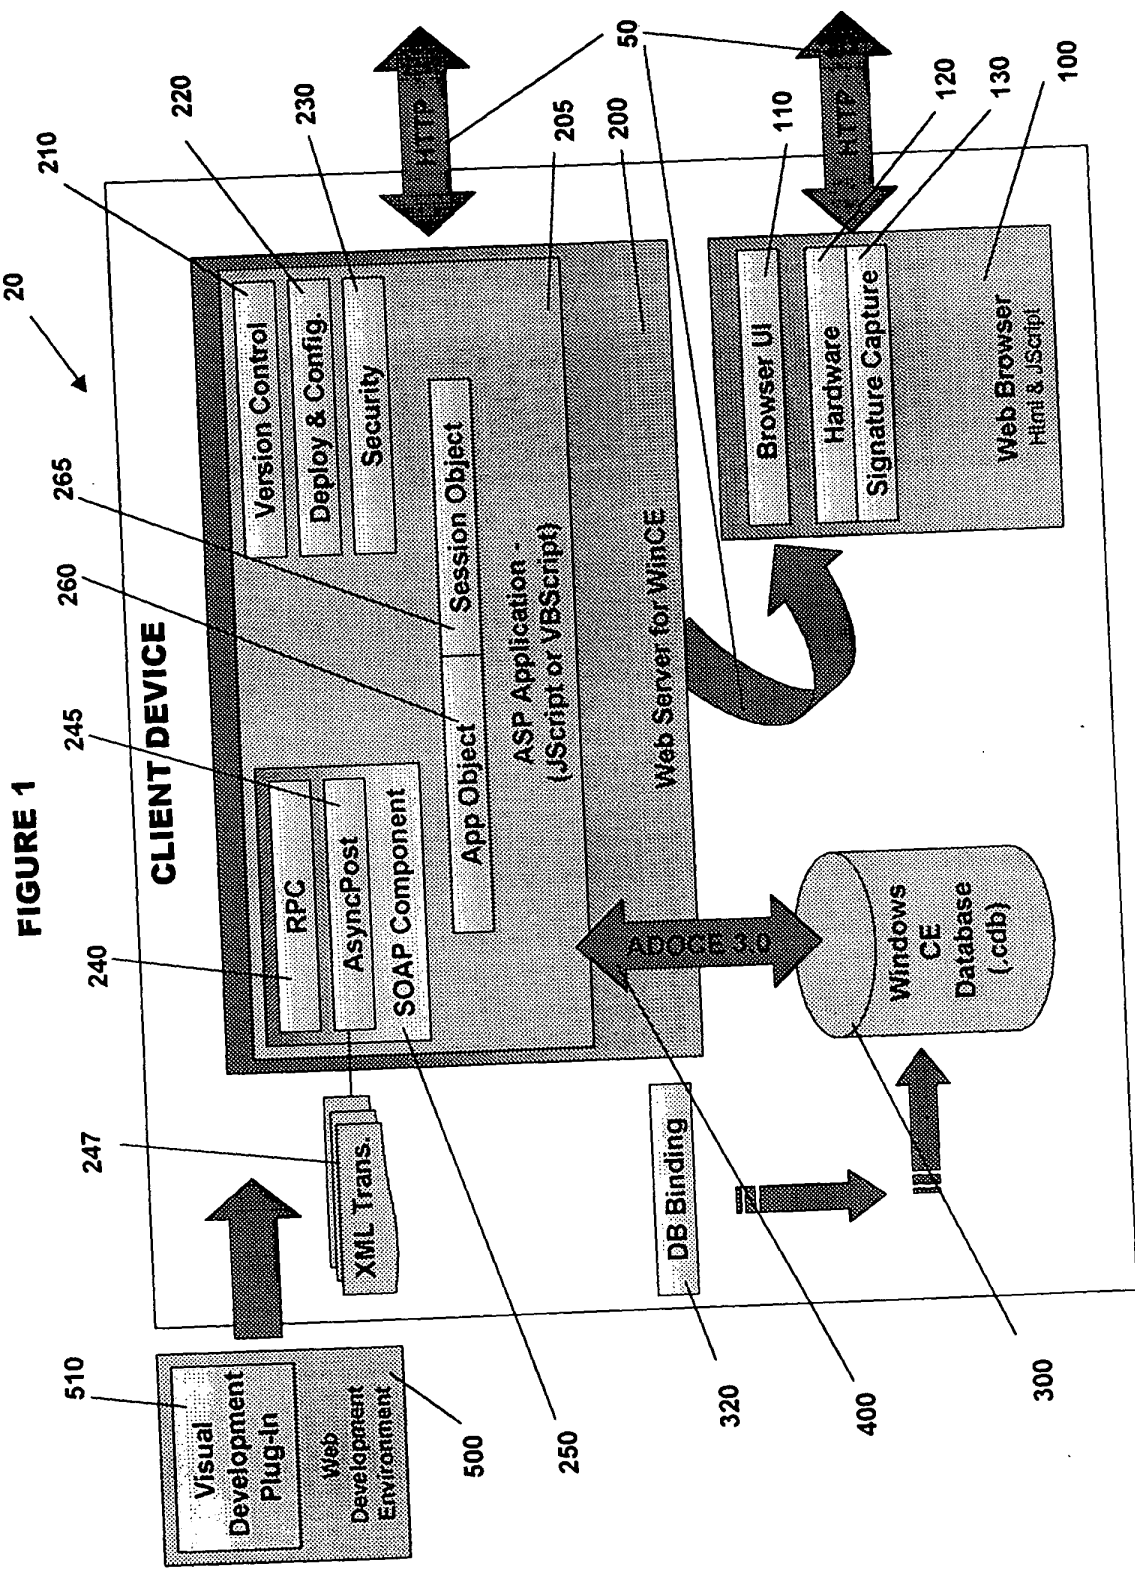 FIGURE 1
20
CLIENT DEVICE
510
247
240
245
260
265
210
220
230
Visual
Development
Plug-In
Web
Development
Environment
500
250
XML Trans.
RPC
AsyncPost
SOAP Component
Version Control
Deploy & Config.
Security
App Object
Session Object
ASP Application -
(JScript or VBScript)
Web Server for WinCE
HTTP
50
205
200
DB Binding
320
400
300
ADOCE 3.0
Windows
CE
Database
(.cdb)
Browser UI
Hardware
Signature Capture
Web Browser
Html & JScript
HTTP
110
120
130
100